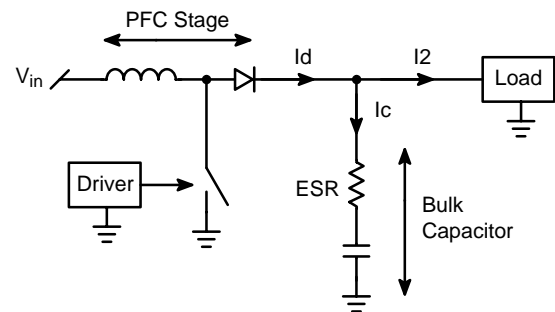 PFC Stage
Vin
Id
I2
Load
Ic
Driver
ESR
Bulk
Capacitor